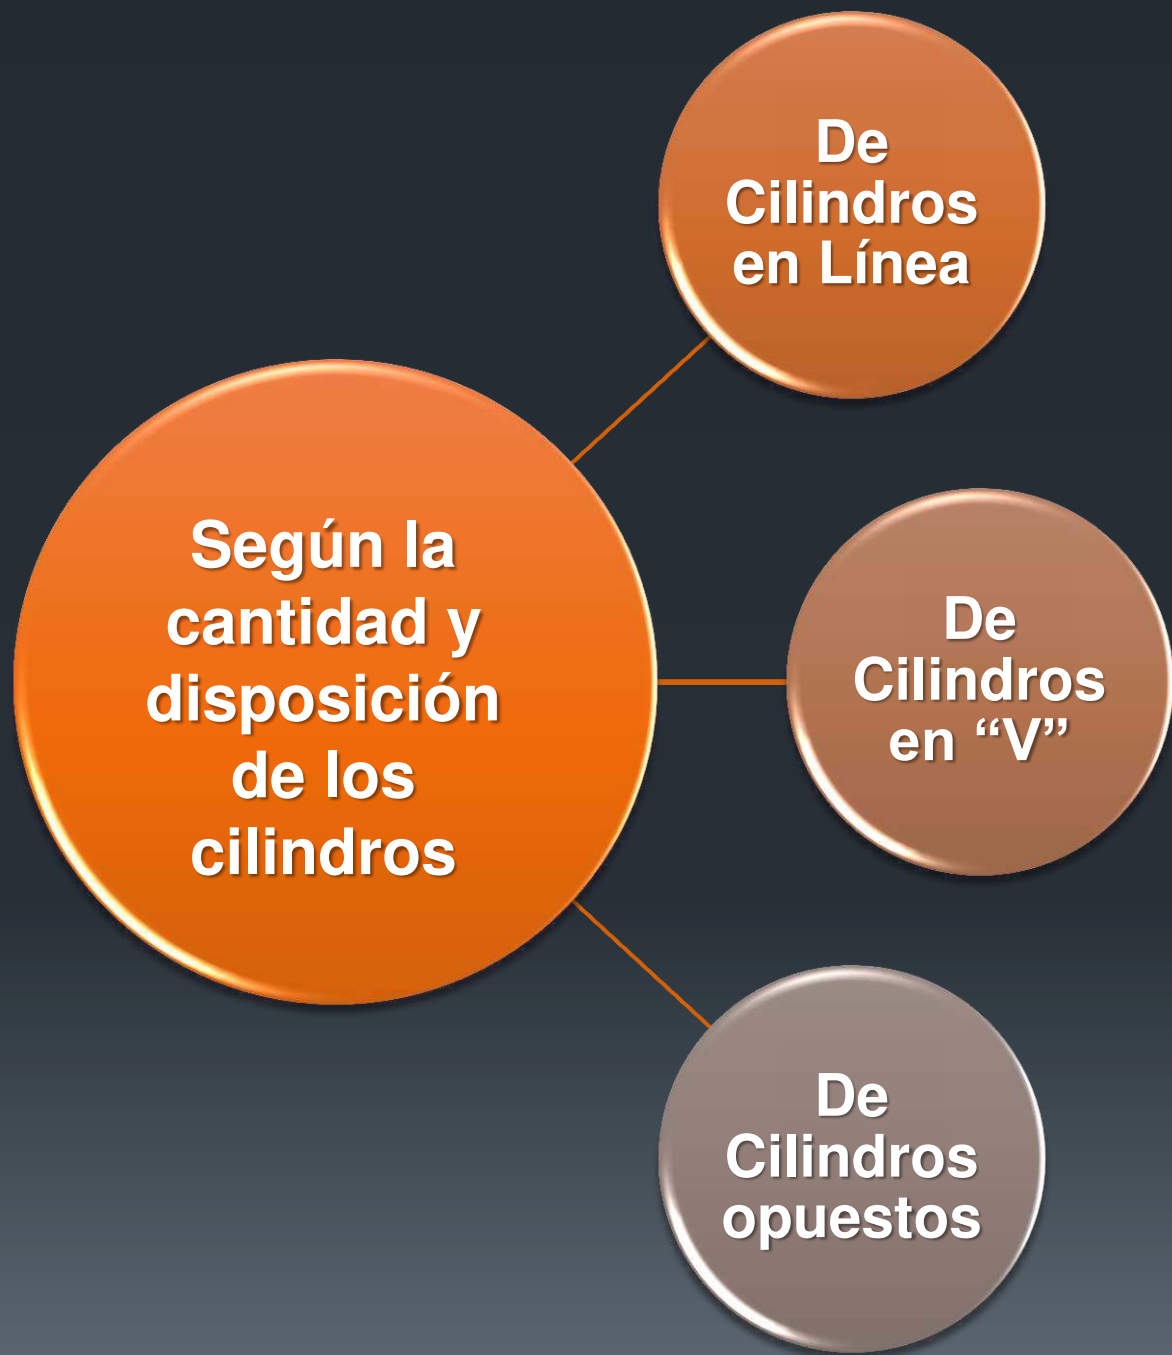 De
Cilindros
en Línea
Según la
cantidad y
disposición
de los
cilindros
De
Cilindros
en “V”
De
Cilindros
opuestos